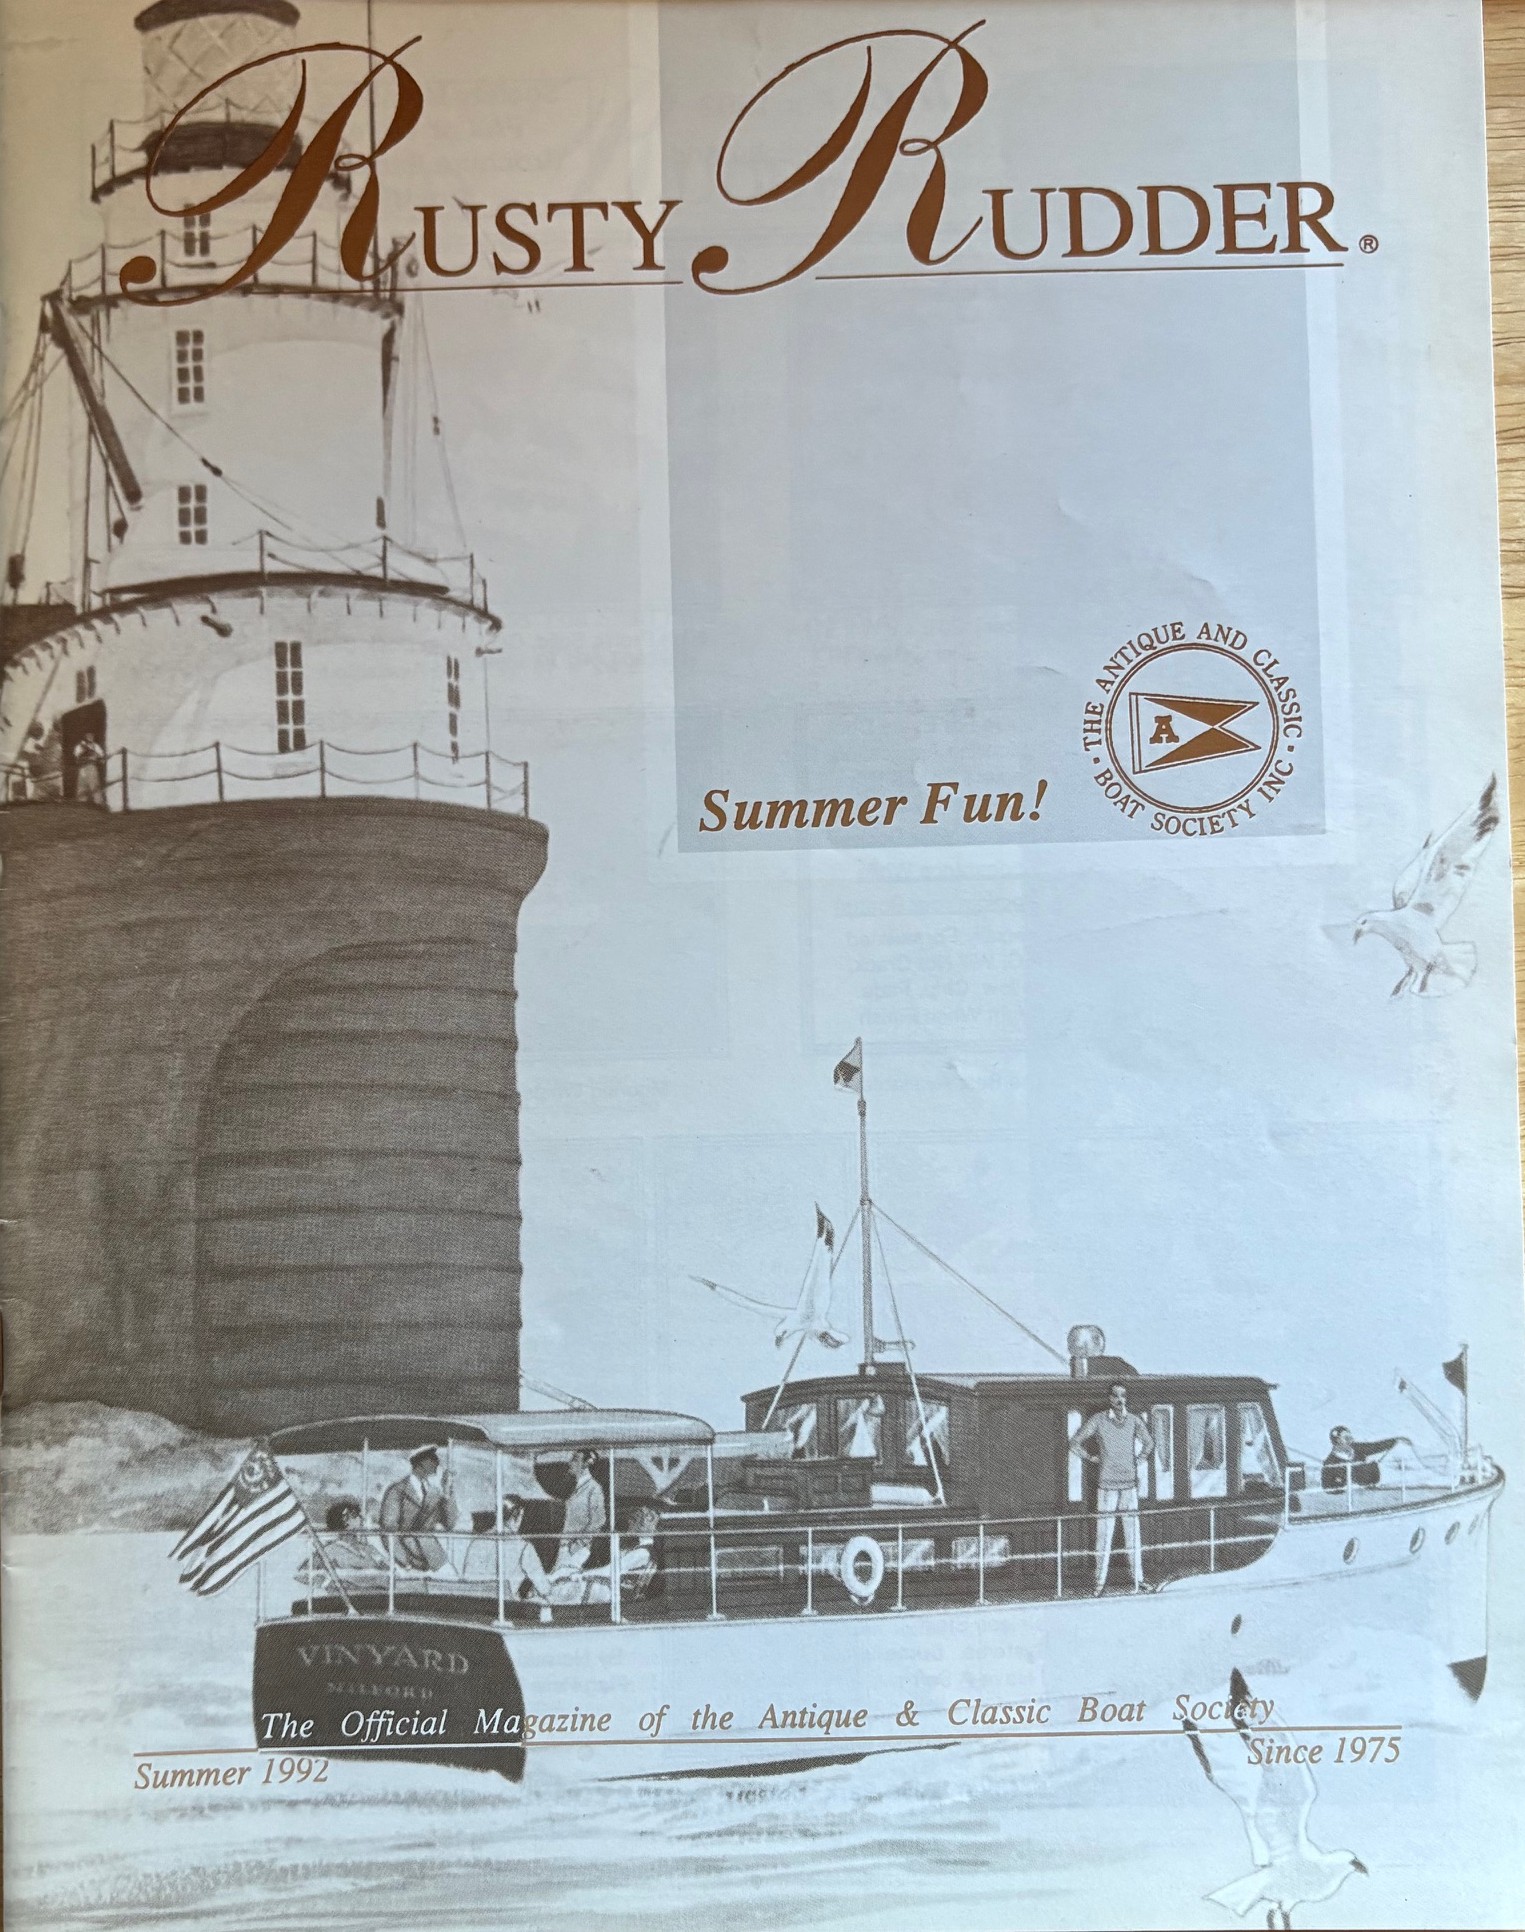 RUSTY RUDDER®
THE ANTIQUE AND CLASSIC
• BOAT SOCIETY INC •
A
Summer Fun!
VINYARD
MILFORD
The Official Magazine of the Antique & Classic Boat Society
Summer 1992
Since 1975